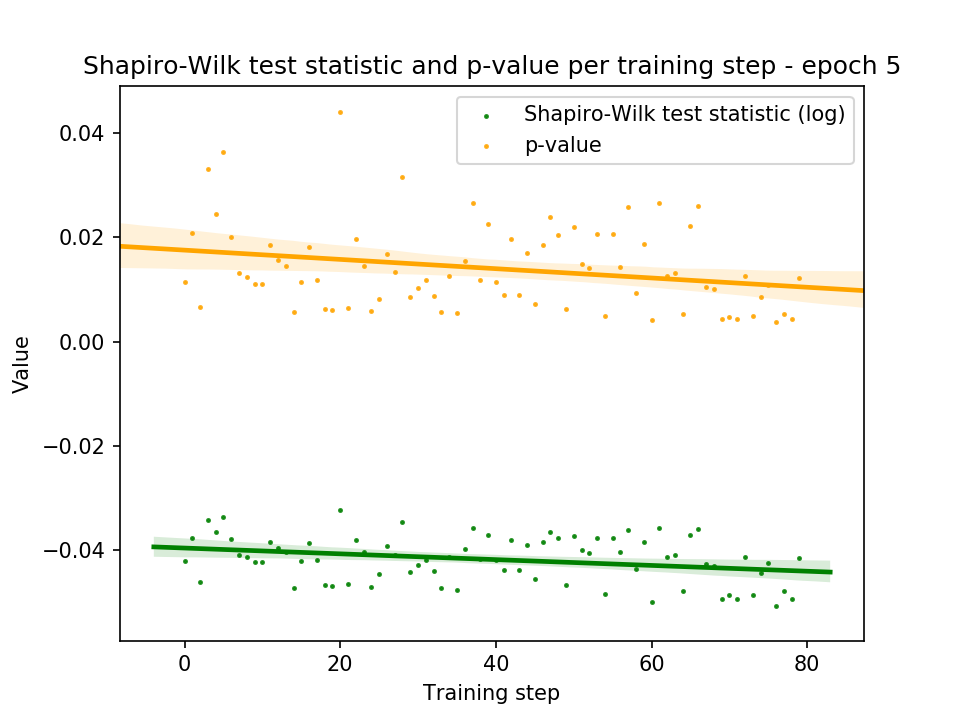 Shapiro-Wilk test statistic and p-value per training step - epoch 5
Shapiro-Wilk test statistic (log)
p-value
0.04
0.02
0.00
−0.02
−0.04
Value
0
20
40
60
80
Training step